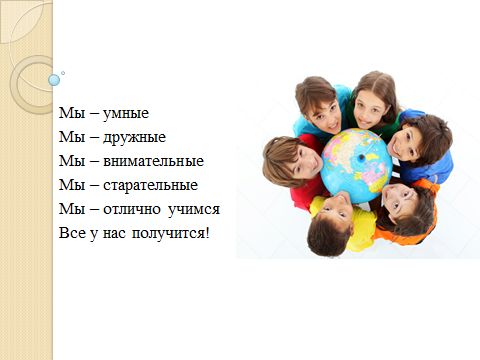 Мы – умные
Мы – дружные
Мы – внимательные
Мы – старательные
Мы – отлично учимся
Все у нас получится!